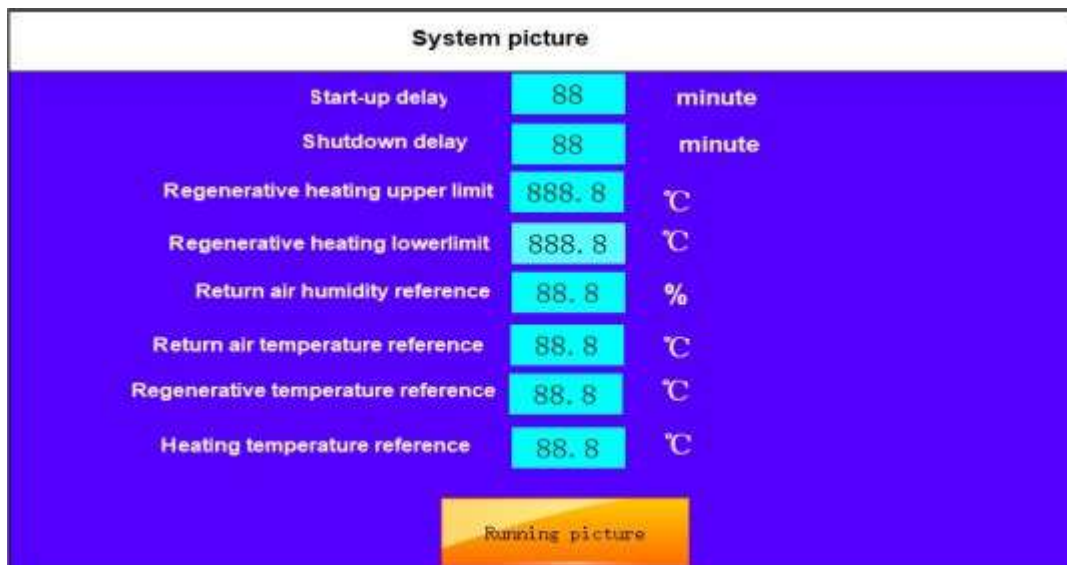 System picture
Start-up delay 88 minute
Shutdown delay 88 minute
Regenerative heating upper limit 888.8 ℃
Regenerative heating lowerlimit 888.8 ℃
Return air humidity reference 88.8 %
Return air temperature reference 88.8 ℃
Regenerative temperature reference 88.8 ℃
Heating temperature reference 88.8 ℃
Running picture